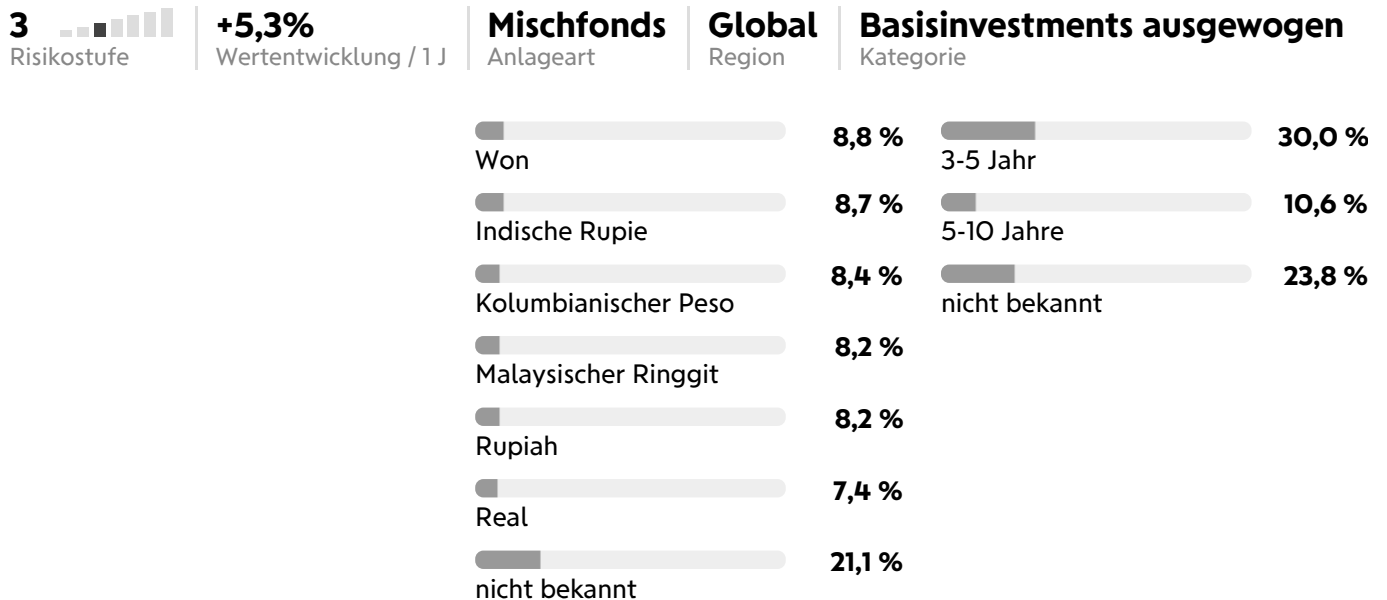 3
Risikostufe
+5,3%
Wertentwicklung / 1 J
Mischfonds
Anlageart
Global
Region
Basisinvestments ausgewogen
Kategorie
8,8 %
Won
8,7 %
Indische Rupie
8,4 %
Kolumbianischer Peso
8,2 %
Malaysischer Ringgit
8,2 %
Rupiah
7,4 %
Real
21,1 %
nicht bekannt
30,0 %
3-5 Jahr
10,6 %
5-10 Jahre
23,8 %
nicht bekannt